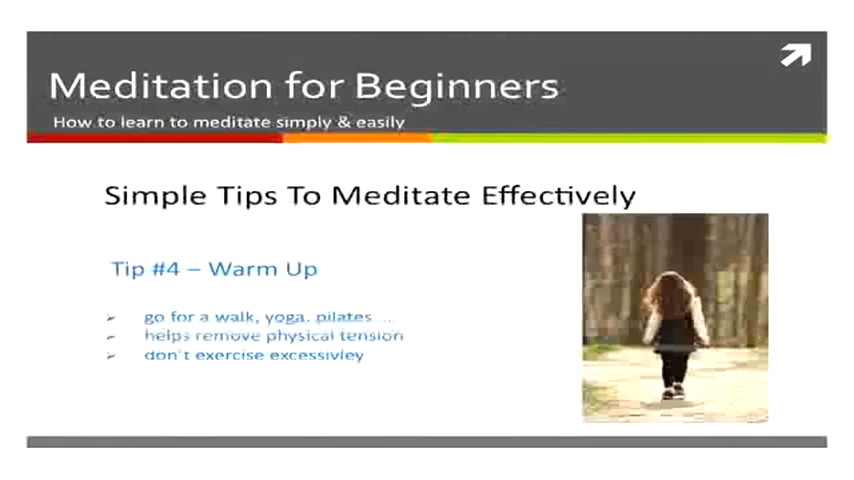 Meditation for Beginners
How to learn to meditate simply & easily
Simple Tips To Meditate Effectively
Tip #4 – Warm Up
go for a walk, yoga, pilates....
helps remove physical tension
don't exercise excessivley